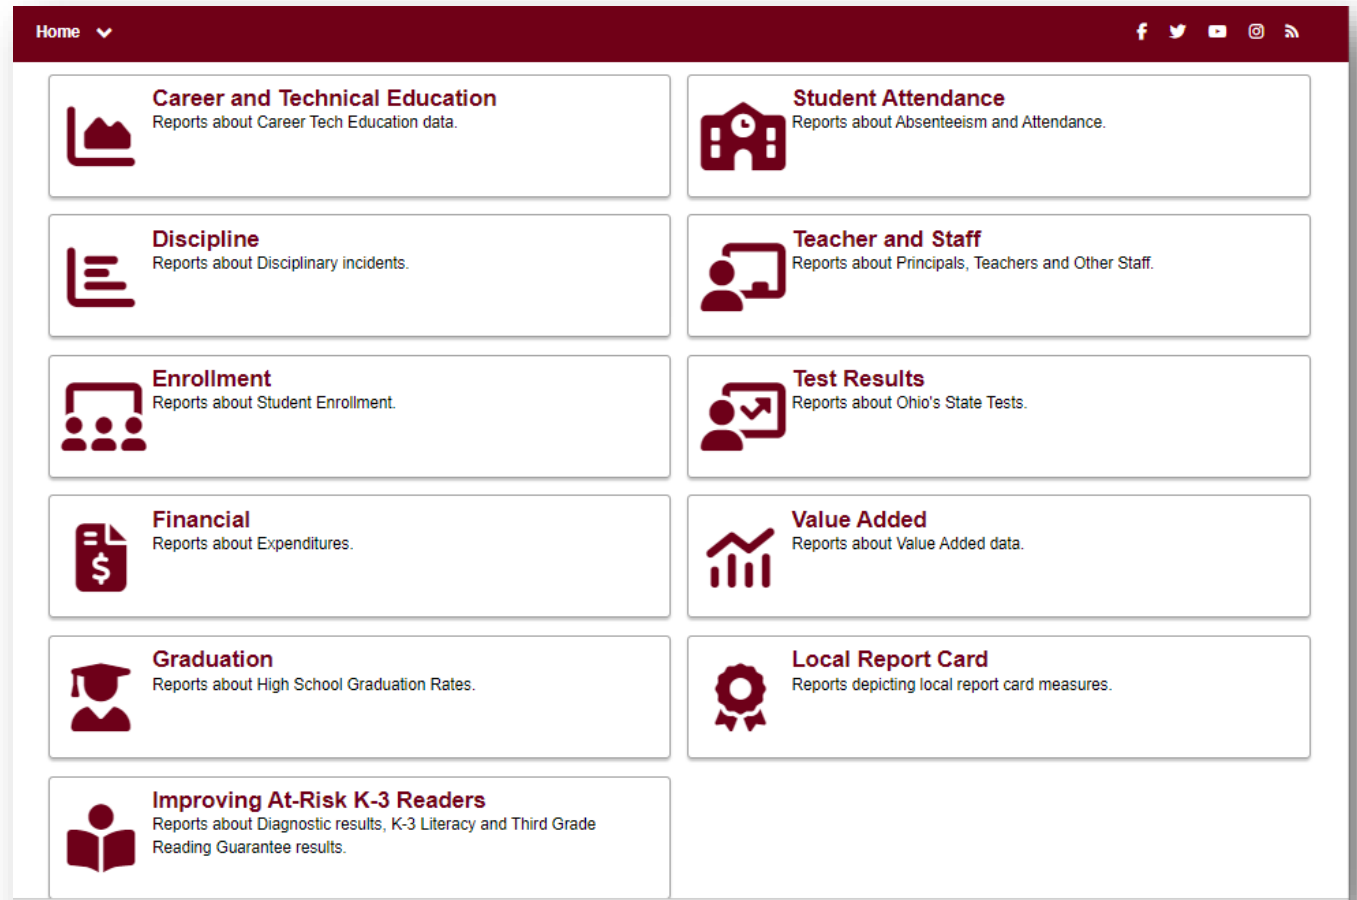 Home
Career and Technical Education
Reports about Career Tech Education data.
Student Attendance
Reports about Absenteeism and Attendance.
Discipline
Reports about Disciplinary incidents.
Teacher and Staff
Reports about Principals, Teachers and Other Staff.
Enrollment
Reports about Student Enrollment.
Test Results
Reports about Ohio's State Tests.
Financial
Reports about Expenditures.
Value Added
Reports about Value Added data.
Graduation
Reports about High School Graduation Rates.
Local Report Card
Reports depicting local report card measures.
Improving At-Risk K-3 Readers
Reports about Diagnostic results, K-3 Literacy and Third Grade
Reading Guarantee results.